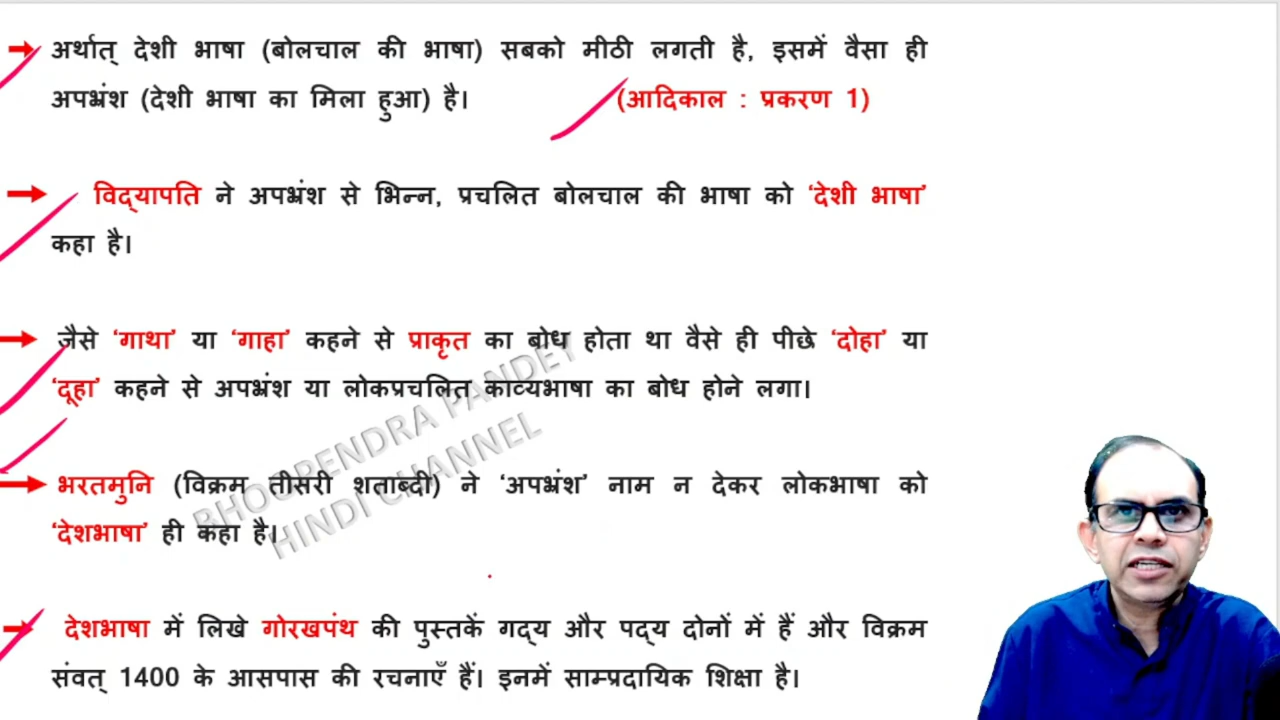 अर्थात् देशी भाषा (बोलचाल की भाषा) सबको मीठी लगती है, इसमें वैसा ही
अपभ्रंश (देशी भाषा का मिला हुआ) है। (आदिकाल : प्रकरण 1)
विद्यापति ने अपभ्रंश से भिन्न, प्रचलित बोलचाल की भाषा को ‘देशी भाषा’
कहा है।
जैसे ‘गाथा’ या ‘गाहा’ कहने से प्राकृत का बोध होता था वैसे ही पीछे ‘दोहा’ या
‘दूहा’ कहने से अपभ्रंश या लोकप्रचलित काव्यभाषा का बोध होने लगा।
भरतमुनि (विक्रम तीसरी शताब्दी) ने ‘अपभ्रंश’ नाम न देकर लोकभाषा को
‘देशभाषा’ ही कहा है।
देशभाषा में लिखे गोरखपंथ की पुस्तकें गद्य और पद्य दोनों में हैं और विक्रम
संवत् 1400 के आसपास की रचनाएँ हैं। इनमें साम्प्रदायिक शिक्षा है।
BHOOPENDRA PANDEY
HINDI CHANNEL